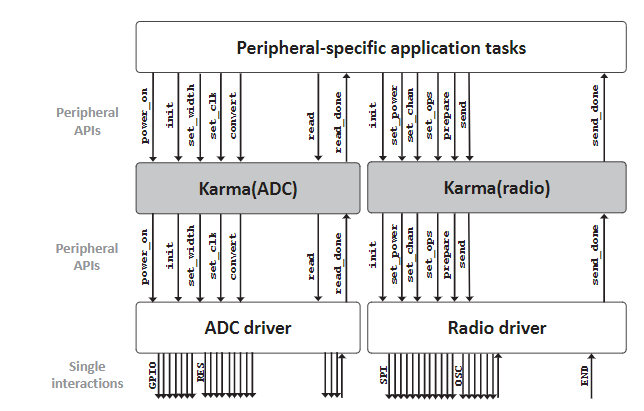 Peripheral-specific application tasks
Peripheral
APIs
power_on
init
set_width
set_clk
convert
read
read_done
init
set_power
set_chan
set_ops
prepare
send
send_done
Karma(ADC)
Karma(radio)
Peripheral
APIs
power_on
init
set_width
set_clk
convert
read
read_done
init
set_power
set_chan
set_ops
prepare
send
send_done
ADC driver
Radio driver
Single
interactions
GPIO
RES
SPI
OSC
END